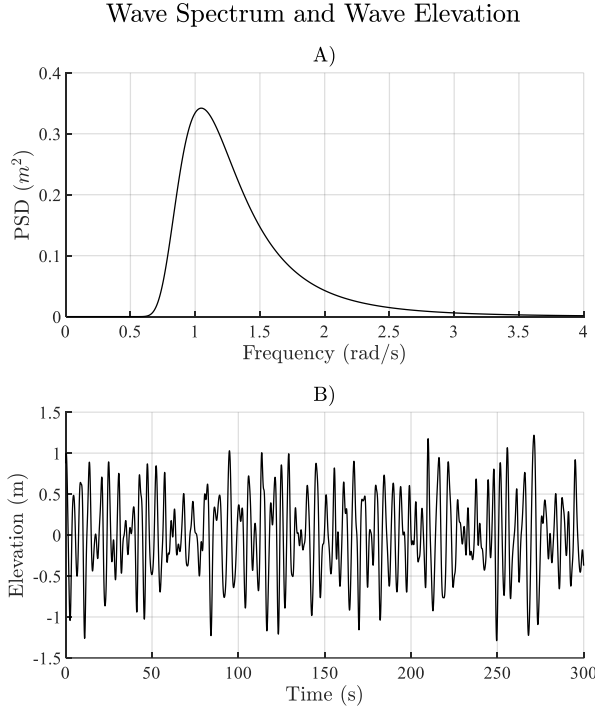 Wave Spectrum and Wave Elevation
A)
0.4
0.3
0.2
0.1
0
PSD (m²)
0 0.5 1 1.5 2 2.5 3 3.5 4
Frequency (rad/s)
B)
1.5
1
0.5
0
-0.5
-1
-1.5
Elevation (m)
0 50 100 150 200 250 300
Time (s)